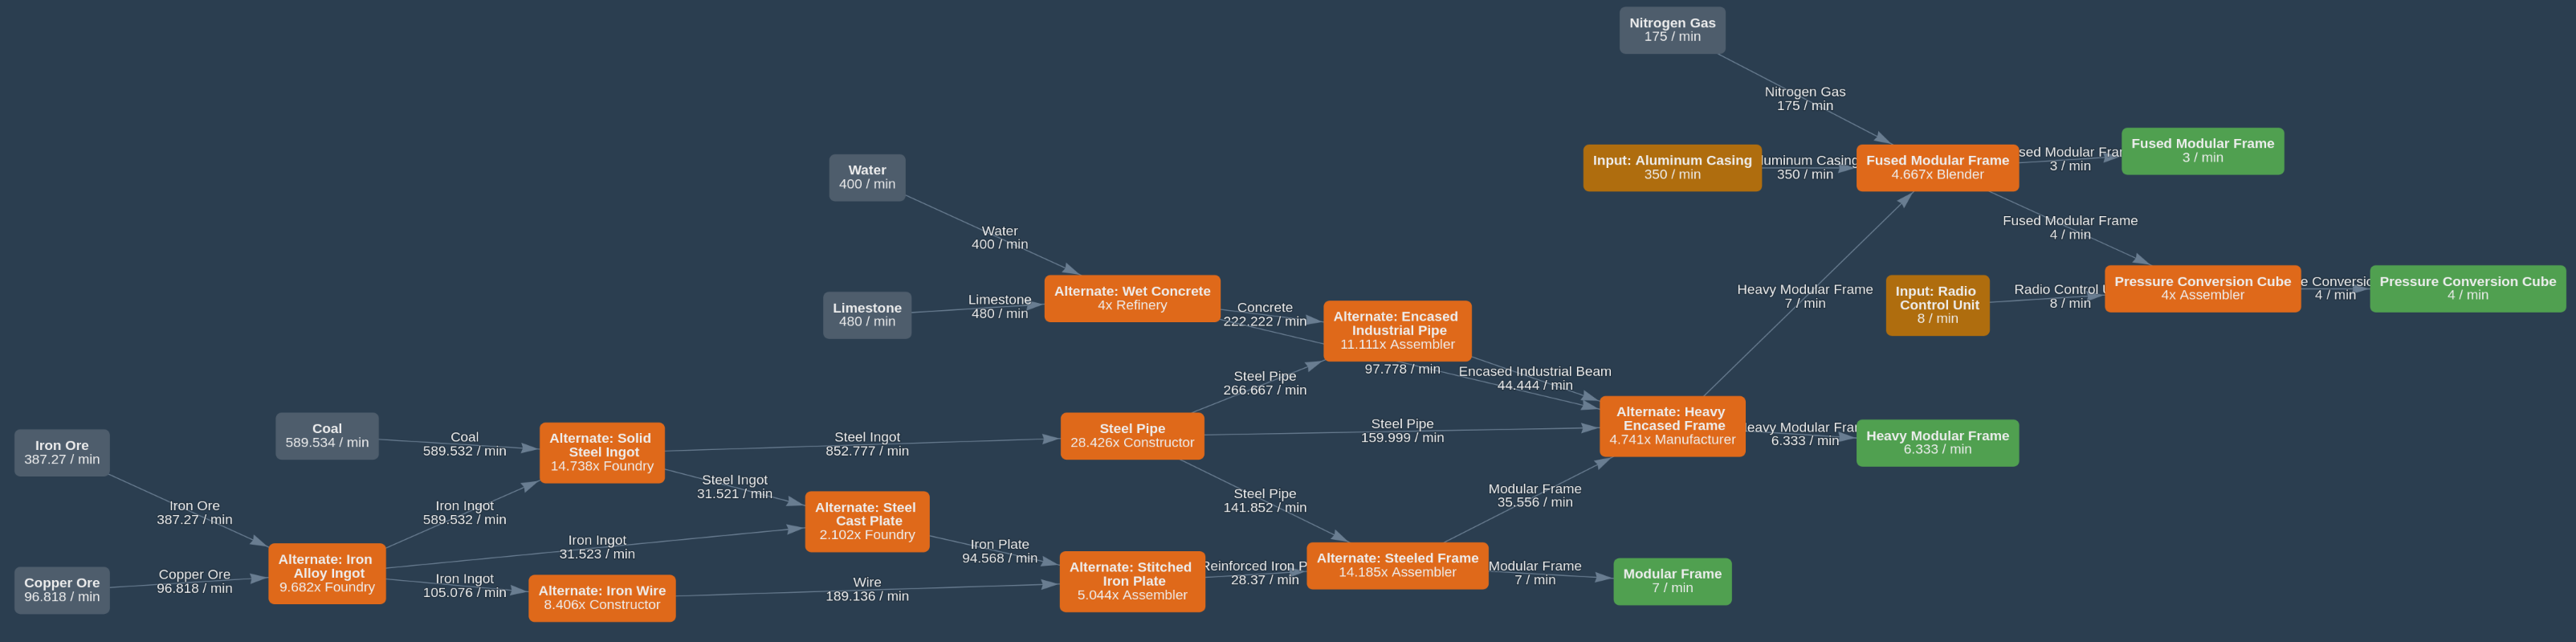 Nitrogen Gas
175 / min
Nitrogen Gas
175 / min
Input: Aluminum Casing
350 / min
luminum Casing
350 / min
Fused Modular Frame
4.667x Blender
sed Modular Fra
3 / min
Fused Modular Frame
3 / min
Water
400 / min
Water
400 / min
Fused Modular Frame
4 / min
Limestone
480 / min
Limestone
480 / min
Alternate: Wet Concrete
4x Refinery
Concrete
222.222 / min
Alternate: Encased
Industrial Pipe
11.111x Assembler
97.778 / min
Encased Industrial Beam
44.444 / min
Heavy Modular Frame
7 / min
Input: Radio
Control Unit
8 / min
Radio Control U
8 / min
Pressure Conversion Cube
4x Assembler
e Conversio
4 / min
Pressure Conversion Cube
4 / min
Iron Ore
387.27 / min
Coal
589.534 / min
Coal
589.532 / min
Alternate: Solid
Steel Ingot
14.738x Foundry
Steel Ingot
852.777 / min
Steel Pipe
28.426x Constructor
Steel Pipe
266.667 / min
Steel Pipe
159.999 / min
Alternate: Heavy
Encased Frame
4.741x Manufacturer
eavy Modular Fra
6.333 / min
Heavy Modular Frame
6.333 / min
Iron Ore
387.27 / min
Iron Ingot
589.532 / min
Steel Ingot
31.521 / min
Alternate: Steel
Cast Plate
2.102x Foundry
Steel Pipe
141.852 / min
Modular Frame
35.556 / min
Copper Ore
96.818 / min
Copper Ore
96.818 / min
Alternate: Iron
Alloy Ingot
9.682x Foundry
Iron Ingot
31.523 / min
Iron Ingot
105.076 / min
Alternate: Iron Wire
8.406x Constructor
Wire
189.136 / min
Iron Plate
94.568 / min
Alternate: Stitched
Iron Plate
5.044x Assembler
Reinforced Iron P
28.37 / min
Alternate: Steeled Frame
14.185x Assembler
Modular Frame
7 / min
Modular Frame
7 / min